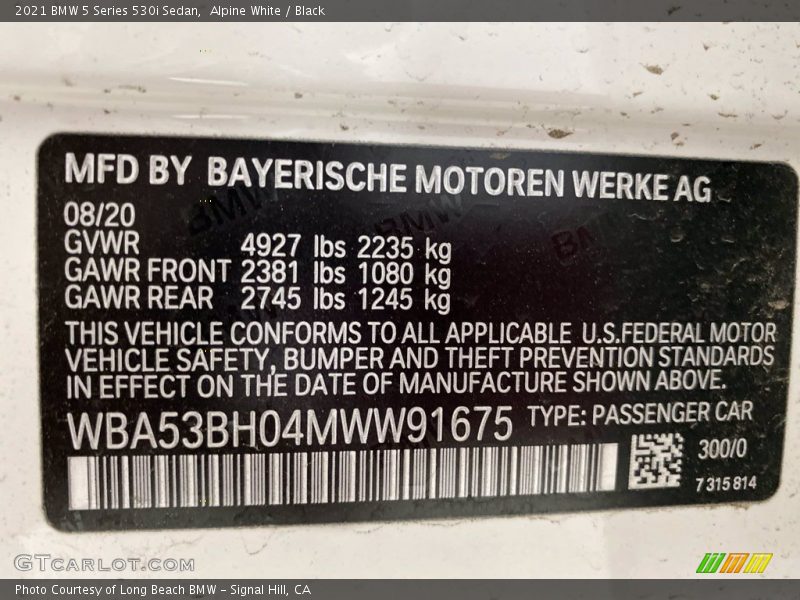 2021 BMW 5 Series 530i Sedan, Alpine White / Black
MFD BY BAYERISCHE MOTOREN WERKE AG
08/20
GVWR 4927 lbs 2235 kg
GAWR FRONT 2381 lbs 1080 kg
GAWR REAR 2745 lbs 1245 kg
THIS VEHICLE CONFORMS TO ALL APPLICABLE U.S.FEDERAL MOTOR
VEHICLE SAFETY, BUMPER AND THEFT PREVENTION STANDARDS
IN EFFECT ON THE DATE OF MANUFACTURE SHOWN ABOVE.
WBA53BH04MWW91675 TYPE: PASSENGER CAR
300/0
7 315 814
GTCARLOT.COM
Photo Courtesy of Long Beach BMW - Signal Hill, CA